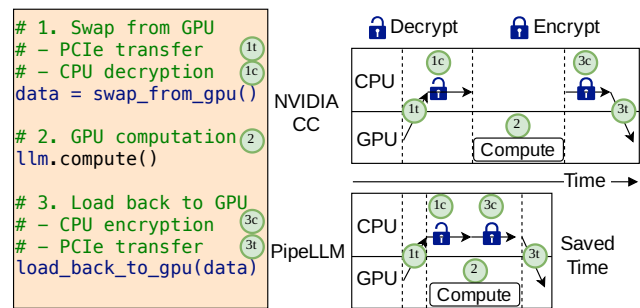 # 1. Swap from GPU
# – PCIe transfer 1t
# – CPU decryption 1c
data = swap_from_gpu()
# 2. GPU computation 2
llm.compute()
# 3. Load back to GPU
# – CPU encryption 3c
# – PCIe transfer 3t
load_back_to_gpu(data)
Decrypt Encrypt
NVIDIA
CC
CPU
GPU
1t
1c
2
Compute
3c
3t
Time
PipeLLM
CPU
GPU
1t
1c
3c
2
Compute
3t
Saved
Time